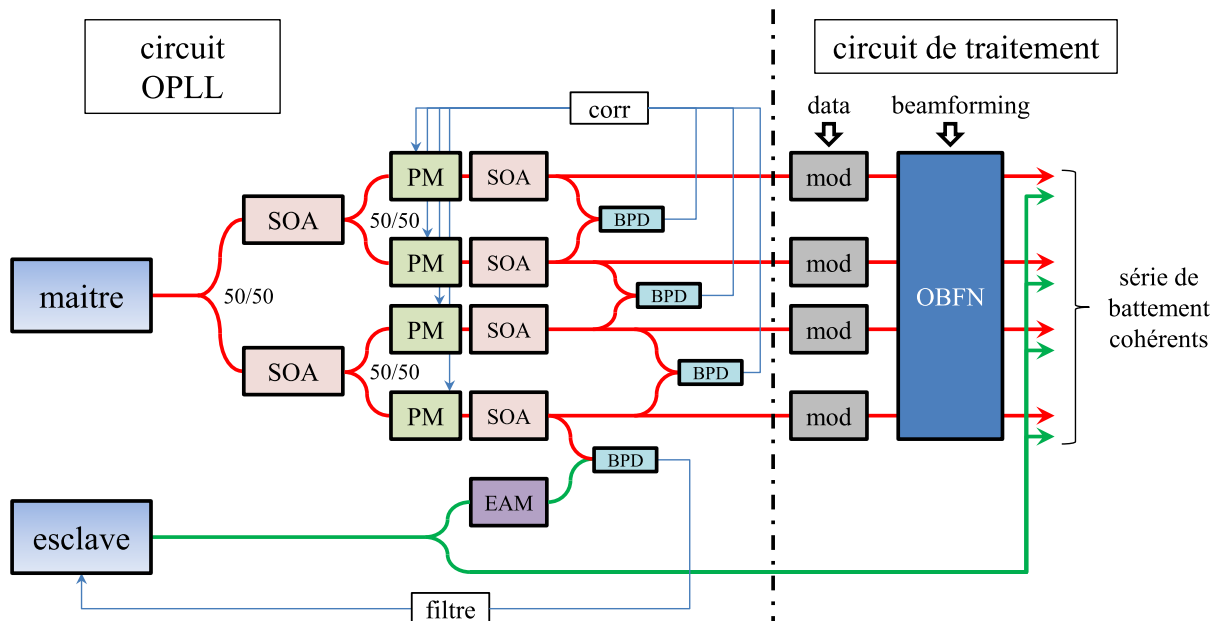 circuit
OPLL
circuit de traitement
corr
data
beamforming
PM
SOA
mod
SOA
50/50
BPD
PM
SOA
mod
maitre
50/50
BPD
OBFN
série de
battement
cohérents
PM
SOA
mod
SOA
50/50
BPD
PM
SOA
mod
BPD
EAM
esclave
filtre